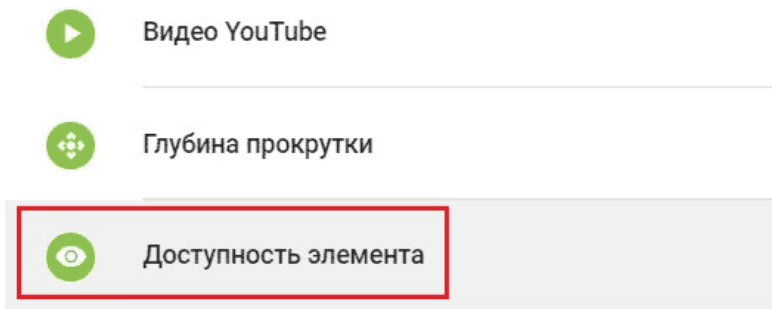 Видео YouTube
Глубина прокрутки
Доступность элемента